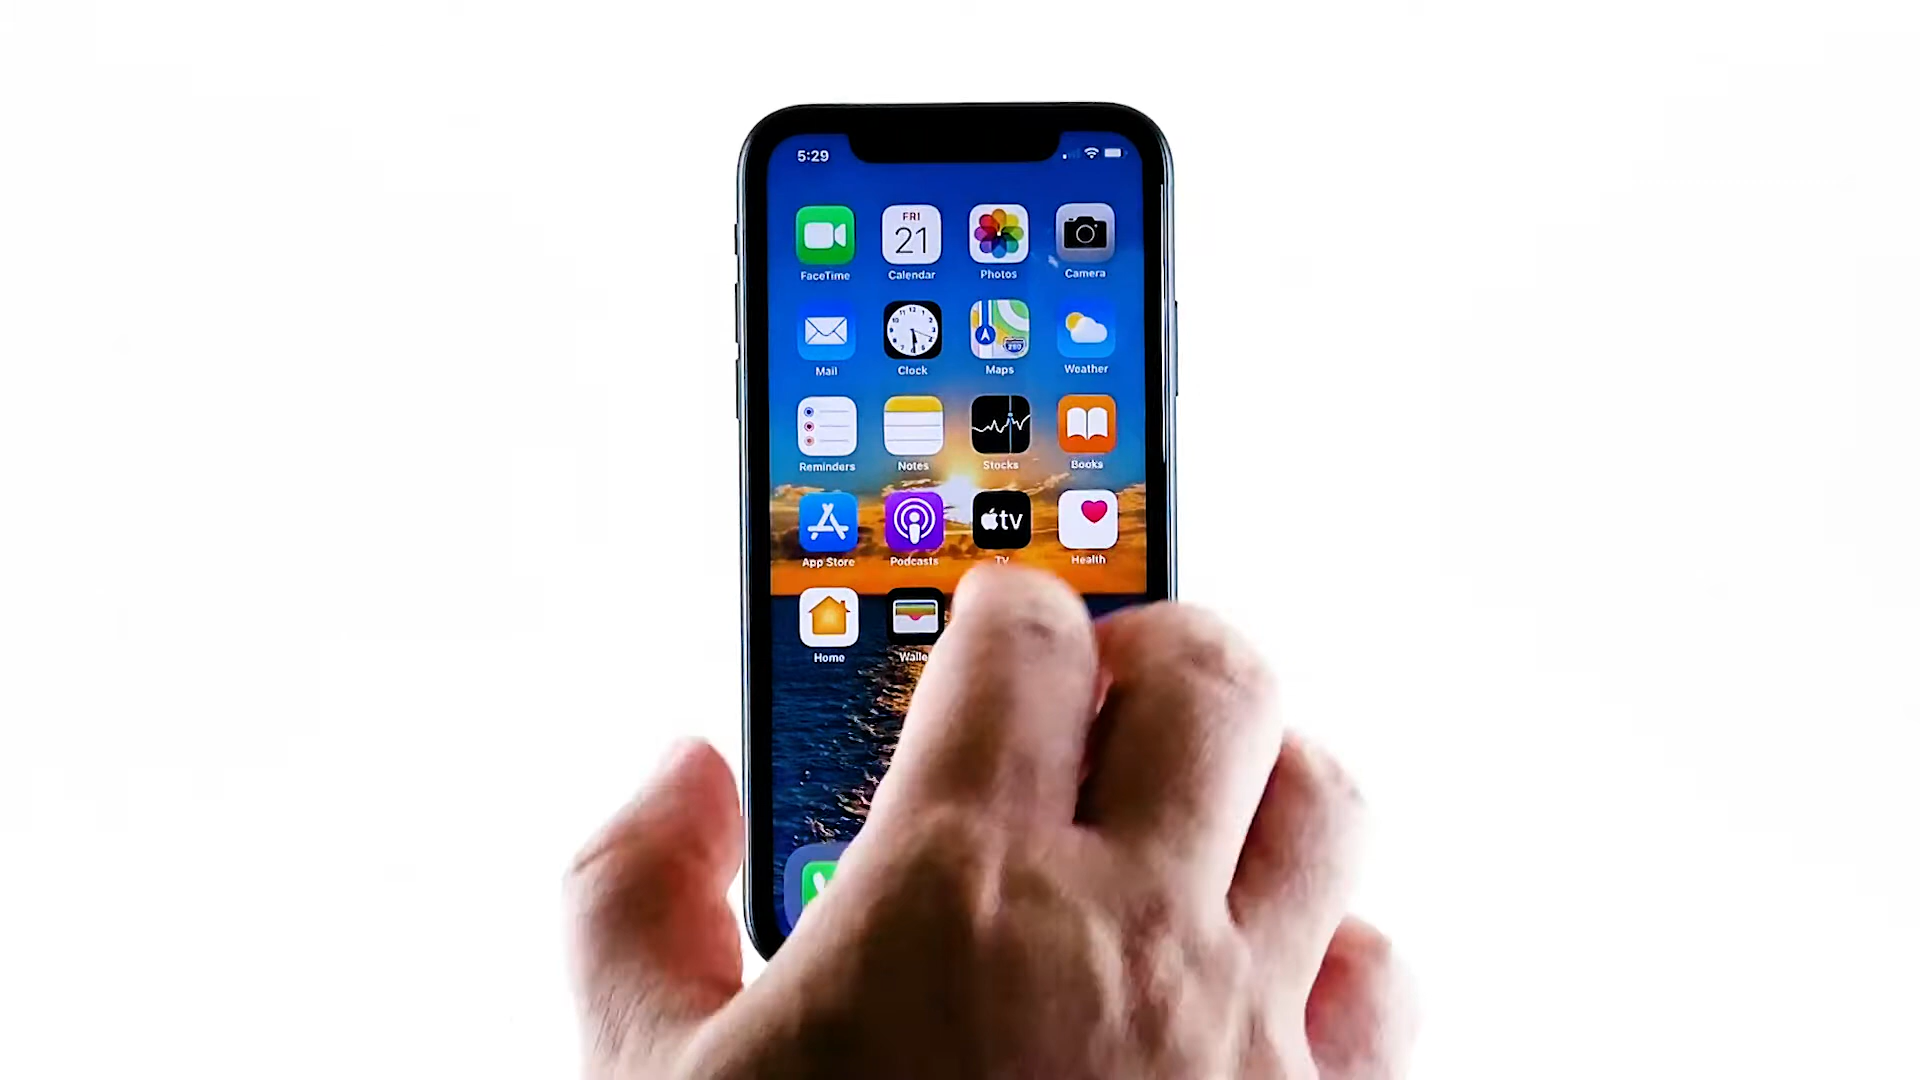 5:29
FRI
21
FaceTime Calendar Photos Camera
Mail Clock Maps Weather
Reminders Notes Stocks Books
tv
App Store Podcasts TV Health
Home Walle